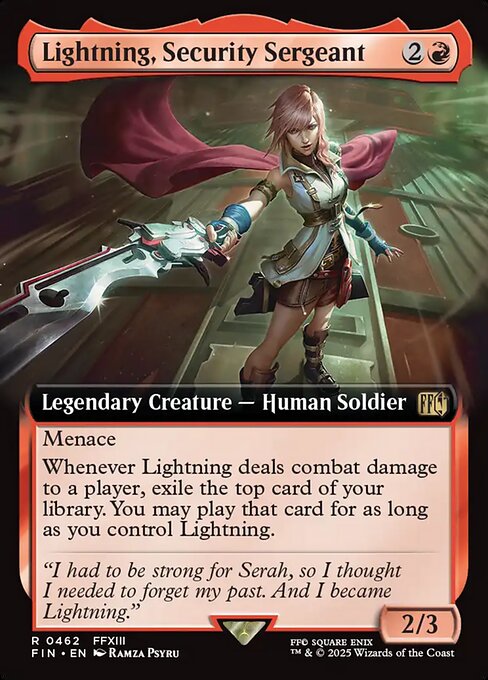 Lightning, Security Sergeant 2
Legendary Creature — Human Soldier FF
Menace
Whenever Lightning deals combat damage
to a player, exile the top card of your
library. You may play that card for as long
as you control Lightning.
“I had to be strong for Serah, so I thought
I needed to forget my past. And I became
Lightning.”
2/3
R 0462 FFXIII
FIN • EN Ramza Psyru
FF© SQUARE ENIX
™ & © 2025 Wizards of the Coast